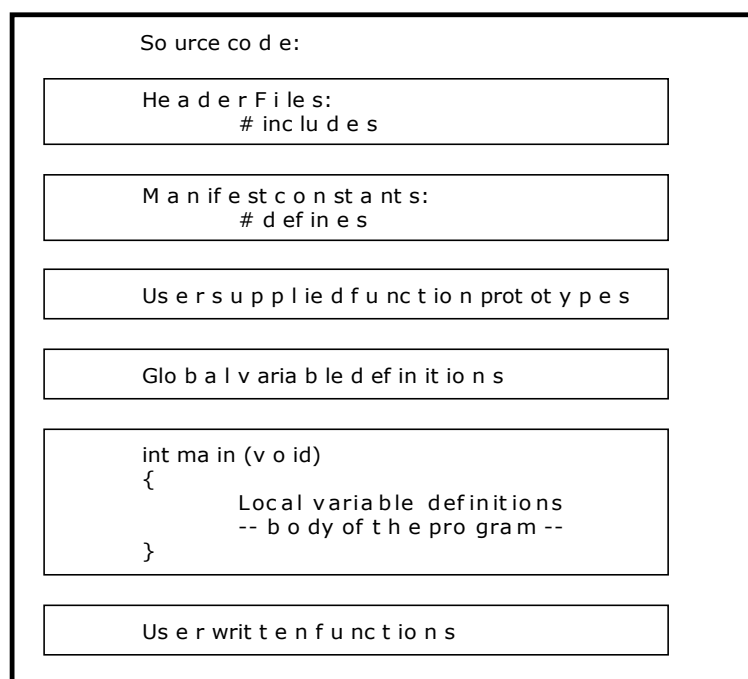 Source code:
Header Files:
# includes
Manifest constants:
# defines
User supplied function prototypes
Global variable definitions
int main (void)
{
Local variable definitions
-- body of the program --
}
User written functions